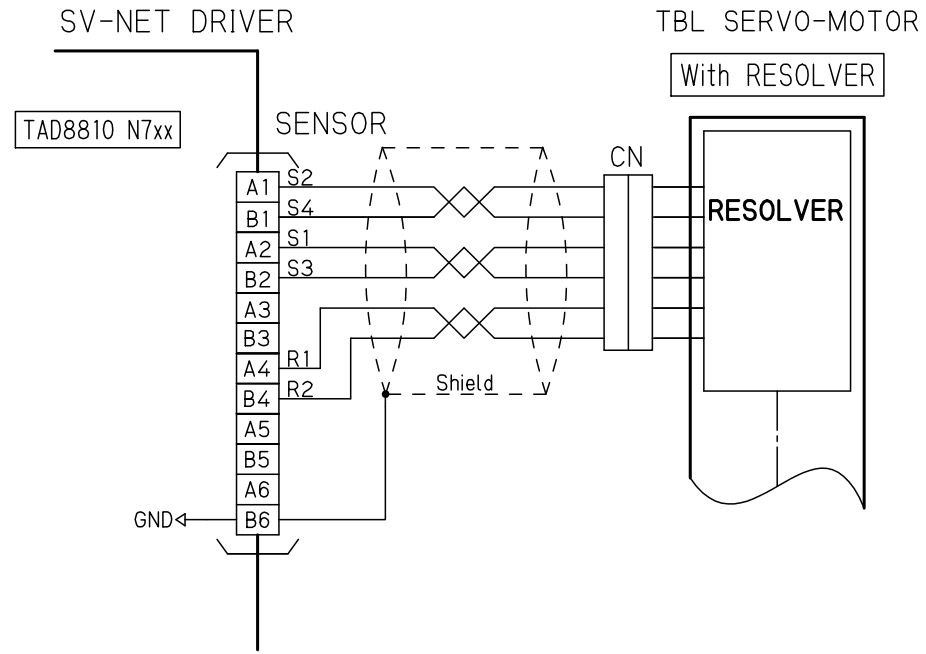 SV-NET DRIVER
TBL SERVO-MOTOR
With RESOLVER
TAD8810 N7xx
SENSOR
CN
A1 S2
B1 S4
RESOLVER
A2 S1
B2 S3
A3
B3
A4 R1
B4 R2
Shield
A5
B5
A6
GND B6